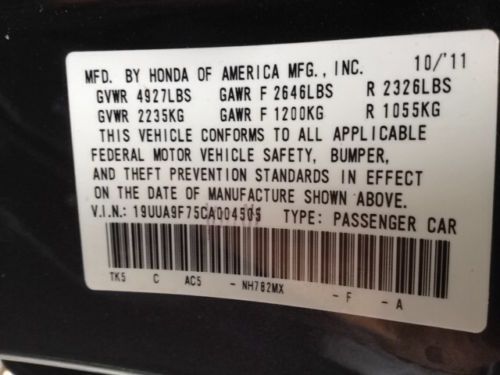 MFD. BY HONDA OF AMERICA MFG., INC. 10/'11
GVWR 4927LBS GAWR F 2646LBS R 2326LBS
GVWR 2235KG GAWR F 1200KG R 1055KG
THIS VEHICLE CONFORMS TO ALL APPLICABLE
FEDERAL MOTOR VEHICLE SAFETY, BUMPER,
AND THEFT PREVENTION STANDARDS IN EFFECT
ON THE DATE OF MANUFACTURE SHOWN ABOVE.
V.I.N.: 19UUA9F75CA004505 TYPE: PASSENGER CAR
TK5 C AC5 - NH782MX - F - A